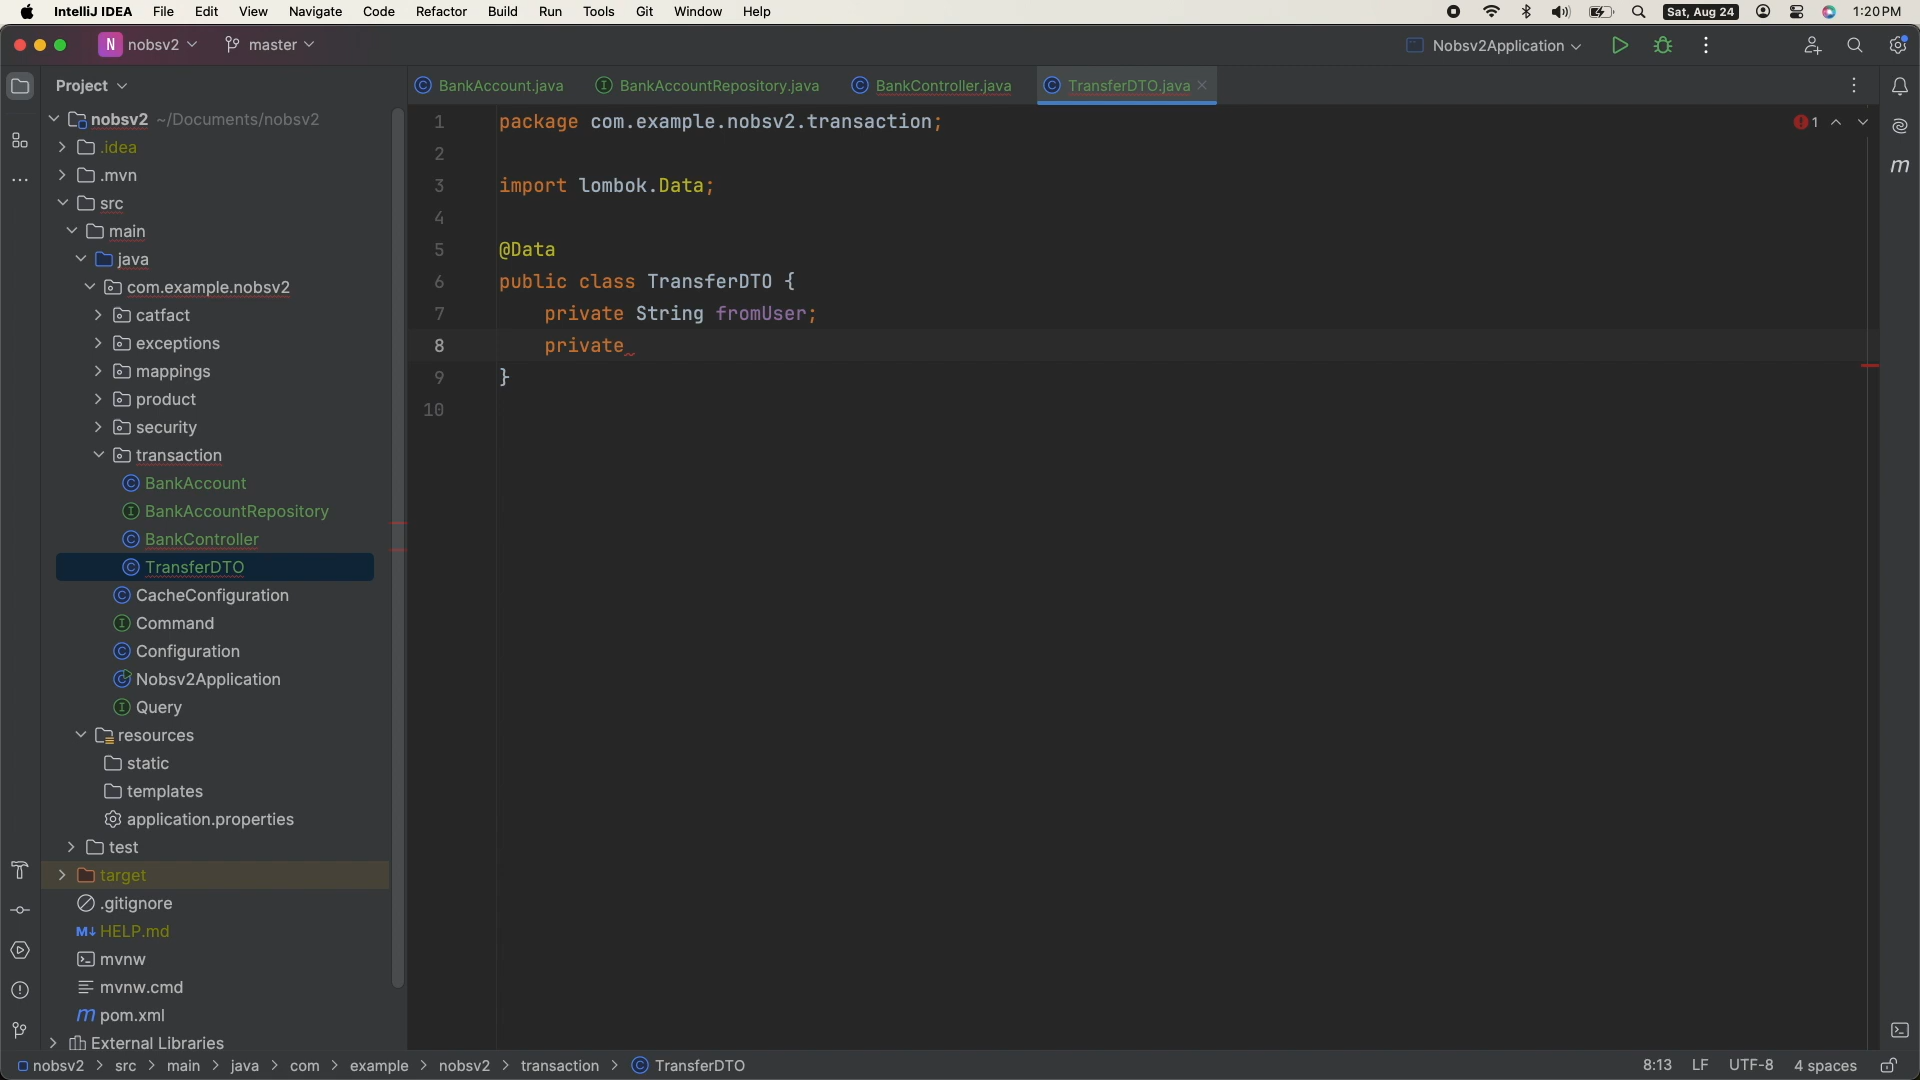 IntelliJ IDEA File Edit View Navigate Code Refactor Build Run Tools Git Window Help Sat, Aug 24 1:20 PM
N nobsv2 master Nobsv2Application
Project BankAccount.java BankAccountRepository.java BankController.java TransferDTO.java
nobsv2 ~/Documents/nobsv2
.idea
.mvn
src
main
java
com.example.nobsv2
catfact
exceptions
mappings
product
security
transaction
BankAccount
BankAccountRepository
BankController
TransferDTO
CacheConfiguration
Command
Configuration
Nobsv2Application
Query
resources
static
templates
application.properties
test
target
.gitignore
HELP.md
mvnw
mvnw.cmd
pom.xml
External Libraries
1 package com.example.nobsv2.transaction; 1
2
3 import lombok.Data;
4
5 @Data
6 public class TransferDTO {
7 private String fromUser;
8 private
9 }
10
nobsv2 > src > main > java > com > example > nobsv2 > transaction > TransferDTO 8:13 LF UTF-8 4 spaces